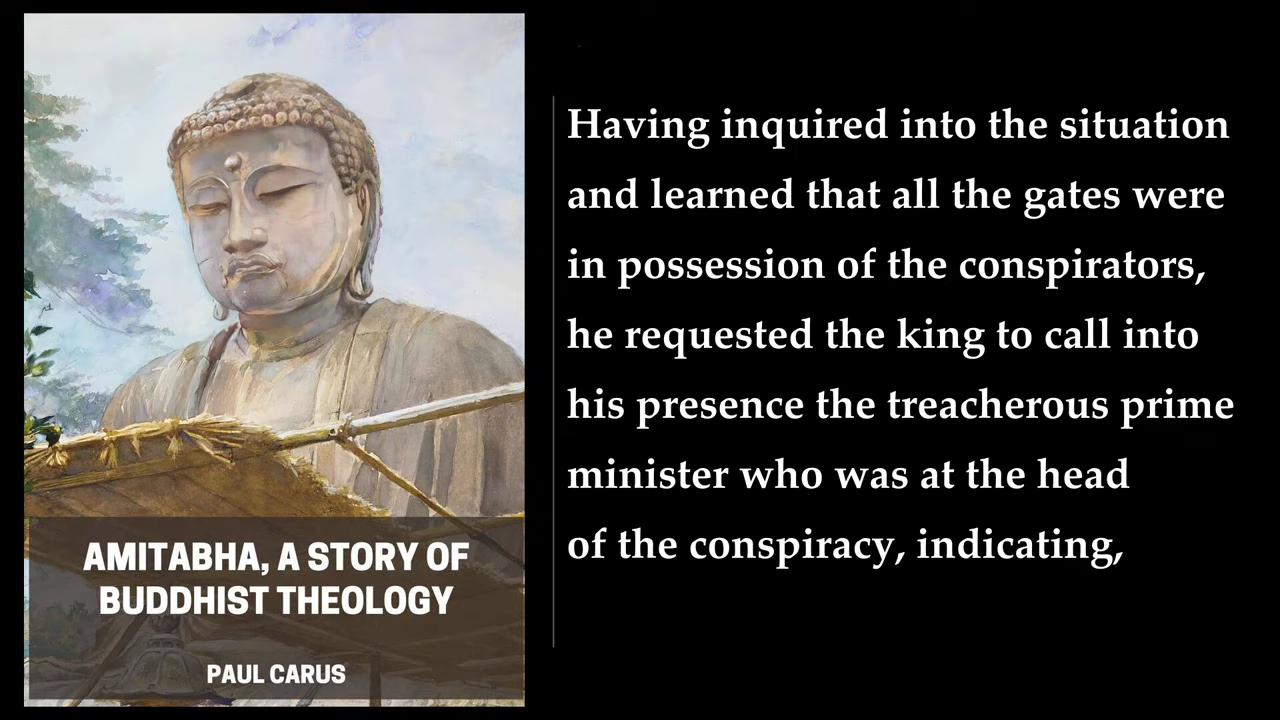 AMITABHA, A STORY OF
BUDDHIST THEOLOGY
PAUL CARUS
Having inquired into the situation
and learned that all the gates were
in possession of the conspirators,
he requested the king to call into
his presence the treacherous prime
minister who was at the head
of the conspiracy, indicating,